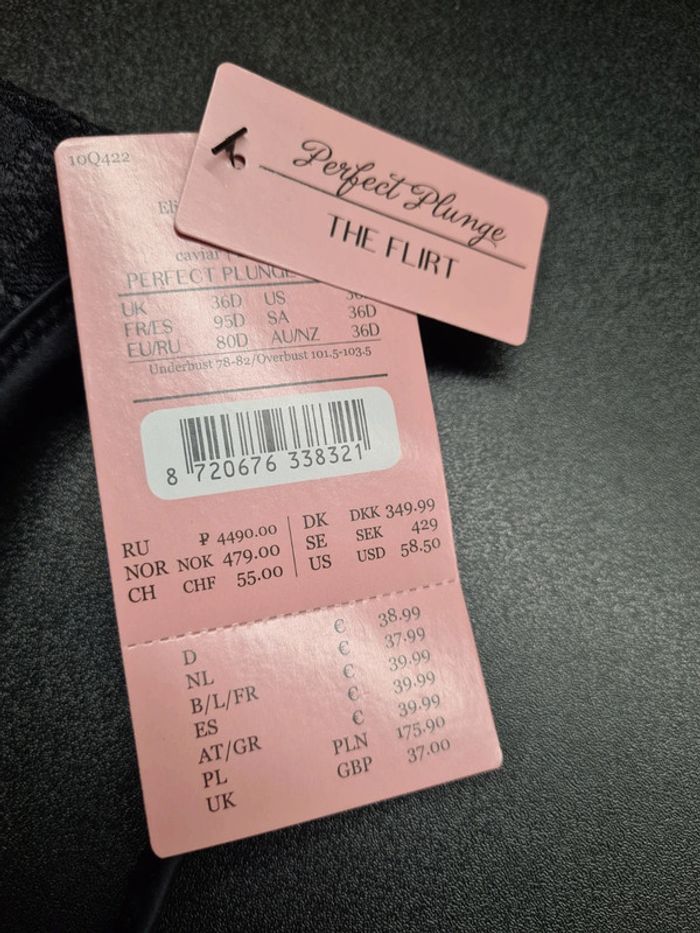 Perfect Plunge
THE FLIRT
10Q422
caviar
PERFECT PLUNGE
UK 36D US
FR/ES 95D SA 36D
EU/RU 80D AU/NZ 36D
Underbust 78-82/Overbust 101.5-103.5
8 720676 338321
RU ₽ 4490.00 DK DKK 349.99
NOR NOK 479.00 SE SEK 429
CH CHF 55.00 US USD 58.50
D € 38.99
NL € 37.99
B/L/FR € 39.99
ES € 39.99
AT/GR € 39.99
PL PLN 175.90
UK GBP 37.00